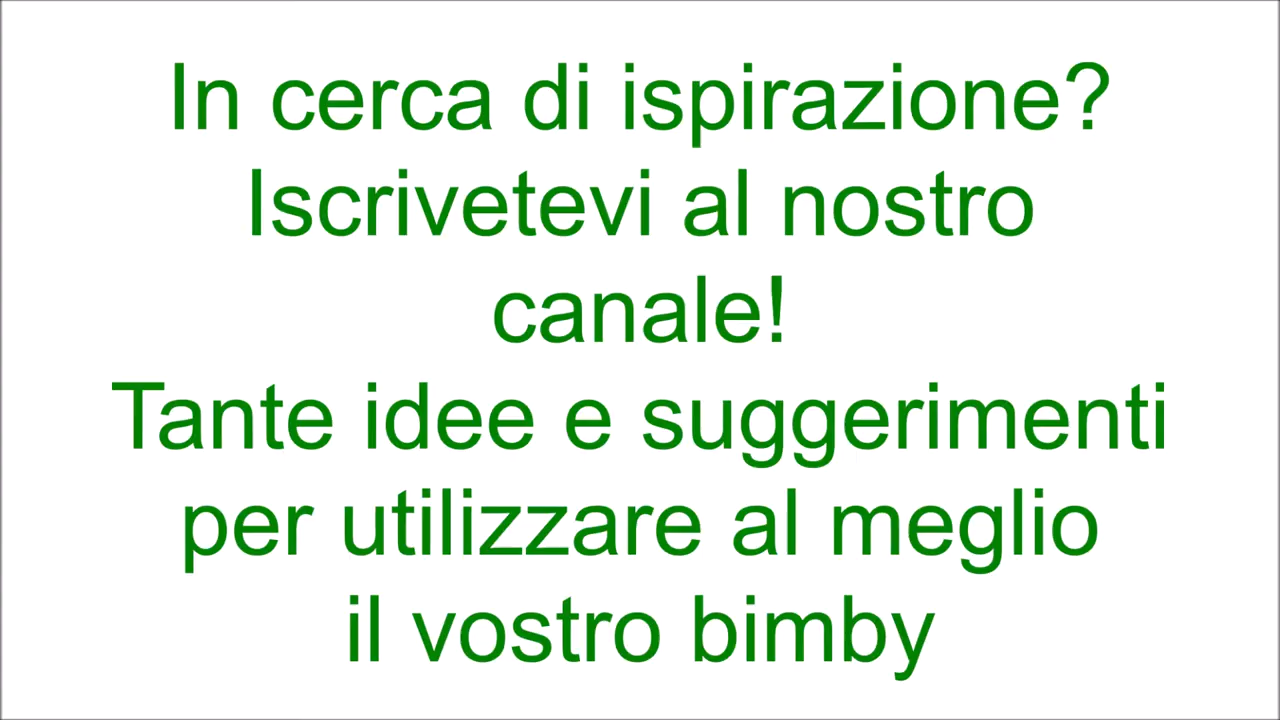 In cerca di ispirazione?
Iscrivetevi al nostro
canale!
Tante idee e suggerimenti
per utilizzare al meglio
il vostro bimby